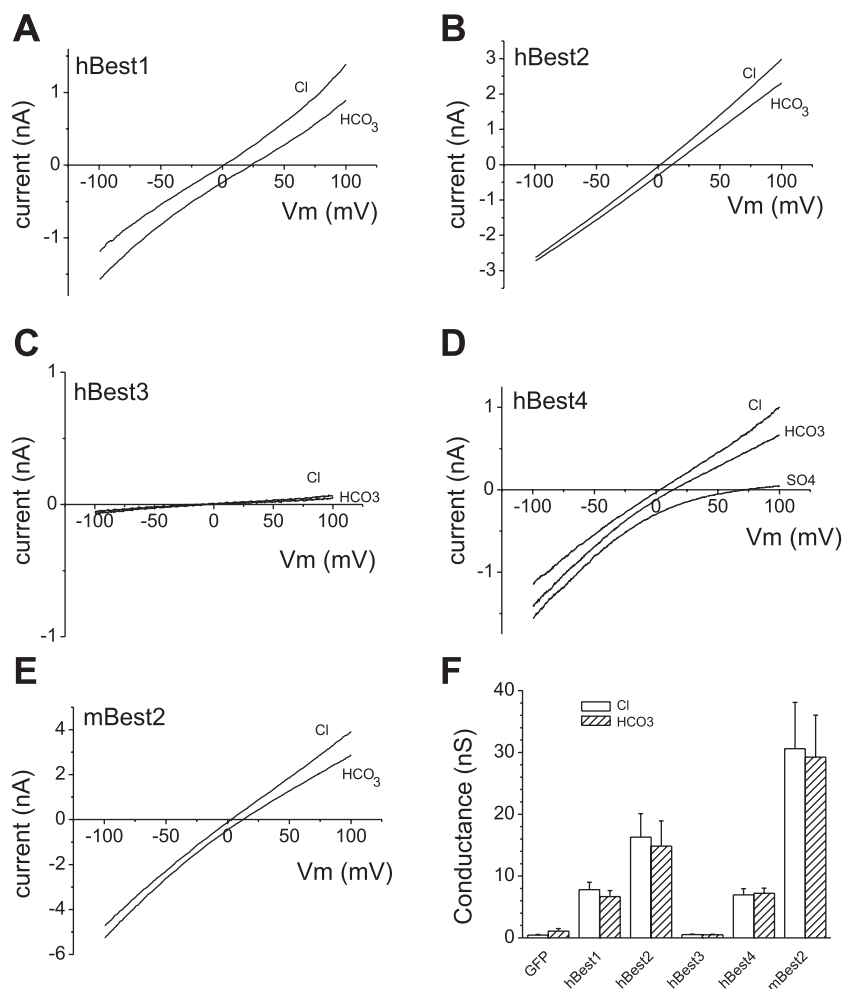 A
hBest1
current (nA)
1
0
-1
-100 -50 0 50 100
Vm (mV)
Cl
HCO3
B
hBest2
current (nA)
3
2
1
0
-1
-2
-3
-100 -50 0 50 100
Vm (mV)
Cl
HCO3
C
hBest3
current (nA)
1
0
-1
-100 -50 0 50 100
Vm (mV)
Cl
HCO3
D
hBest4
current (nA)
1
0
-1
-100 -50 0 50 100
Vm (mV)
Cl
HCO3
SO4
E
mBest2
current (nA)
4
2
0
-2
-4
-6
-100 -50 0 50 100
Vm (mV)
Cl
HCO3
F
Conductance (nS)
40
30
20
10
0
Cl
HCO3
GFP
hBest1
hBest2
hBest3
hBest4
mBest2